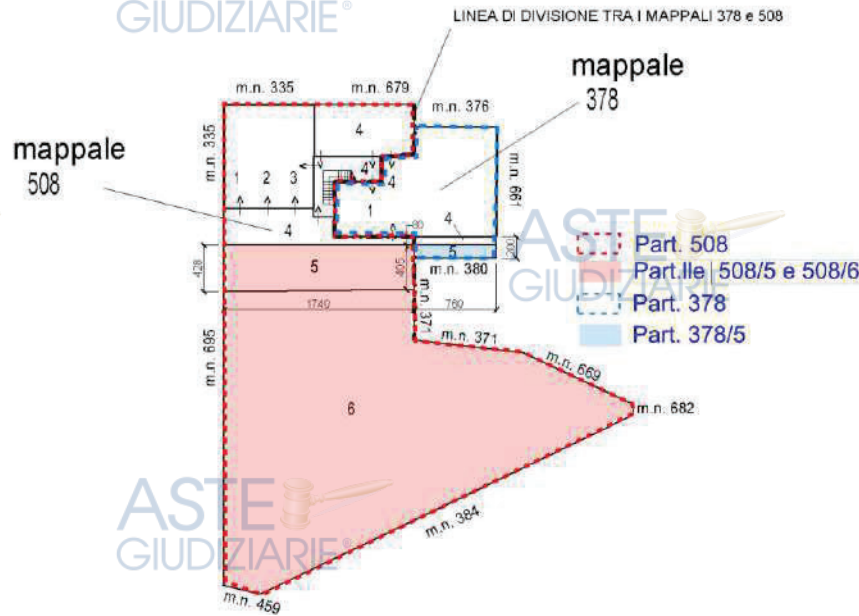 GIUDIZIARIE®
LINEA DI DIVISIONE TRA I MAPPALI 378 e 508
mappale
378
m.n. 335
m.n. 679
m.n. 376
m.n. 335
mappale
508
4
4
4
1
2
3
1
m.n. 661
4
80
4
5
m.n. 380
200
428
5
405
1740
760
m.n. 371
ASTE
GIUDIZIARIE
Part. 508
Part.lle 508/5 e 508/6
Part. 378
Part. 378/5
m.n. 695
m.n. 371
m.n. 669
m.n. 682
6
ASTE
GIUDIZIARIE®
m.n. 384
m.n. 459